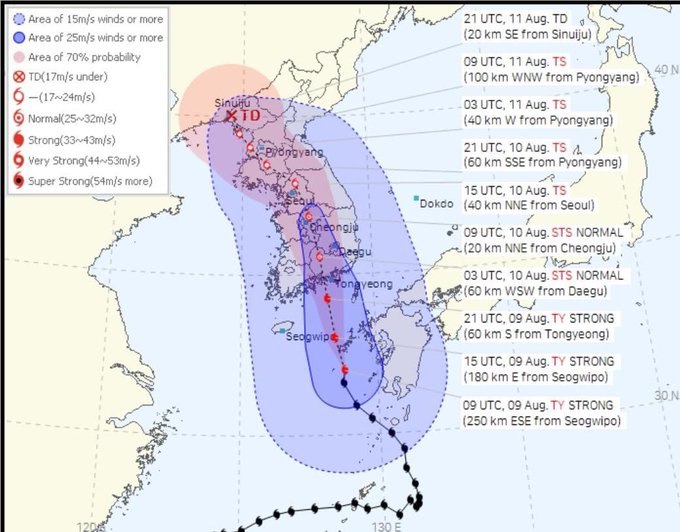 Area of 15m/s winds or more
Area of 25m/s winds or more
Area of 70% probability
TD(17m/s under)
—(17~24m/s)
Normal(25~32m/s)
Strong(33~43m/s)
Very Strong(44~53m/s)
Super Strong(54m/s more)
21 UTC, 11 Aug. TD
(20 km SE from Sinuiju)
09 UTC, 11 Aug. TS
(100 km WNW from Pyongyang)
03 UTC, 11 Aug. TS
(40 km W from Pyongyang)
21 UTC, 10 Aug. TS
(60 km SSE from Pyongyang)
15 UTC, 10 Aug. TS
(40 km NNE from Seoul)
09 UTC, 10 Aug. STS NORMAL
(20 km NNE from Cheongju)
03 UTC, 10 Aug. STS NORMAL
(60 km WSW from Daegu)
21 UTC, 09 Aug. TY STRONG
(60 km S from Tongyeong)
15 UTC, 09 Aug. TY STRONG
(180 km E from Seogwipo)
09 UTC, 09 Aug. TY STRONG
(250 km ESE from Seogwipo)
40 N
Sinuiju
TD
Pyongyang
Seoul
Dokdo
Cheongju
Daegu
Tongyeong
Seogwipo
30 N
120 E
130 E